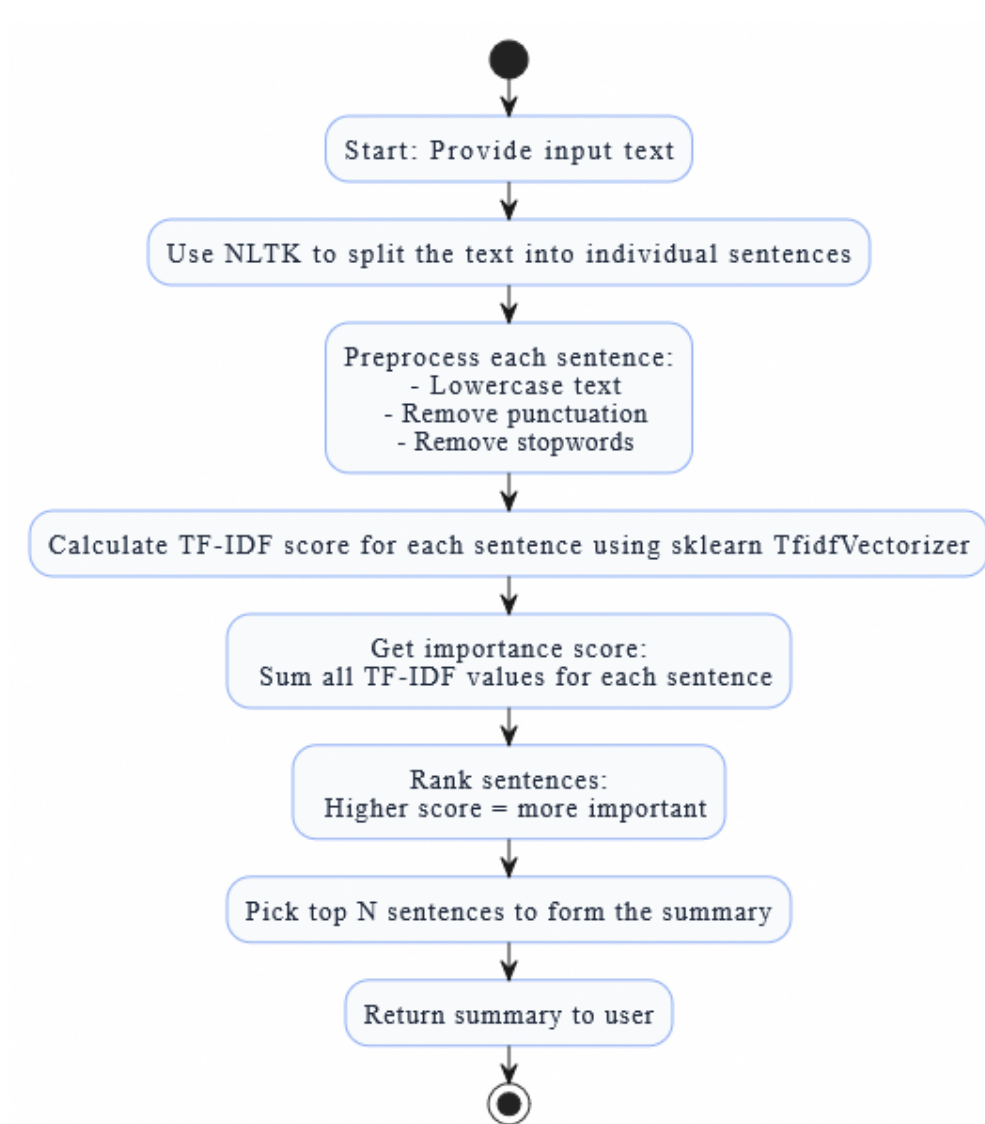 Start: Provide input text
Use NLTK to split the text into individual sentences
Preprocess each sentence:
- Lowercase text
- Remove punctuation
- Remove stopwords
Calculate TF-IDF score for each sentence using sklearn TfidfVectorizer
Get importance score:
Sum all TF-IDF values for each sentence
Rank sentences:
Higher score = more important
Pick top N sentences to form the summary
Return summary to user